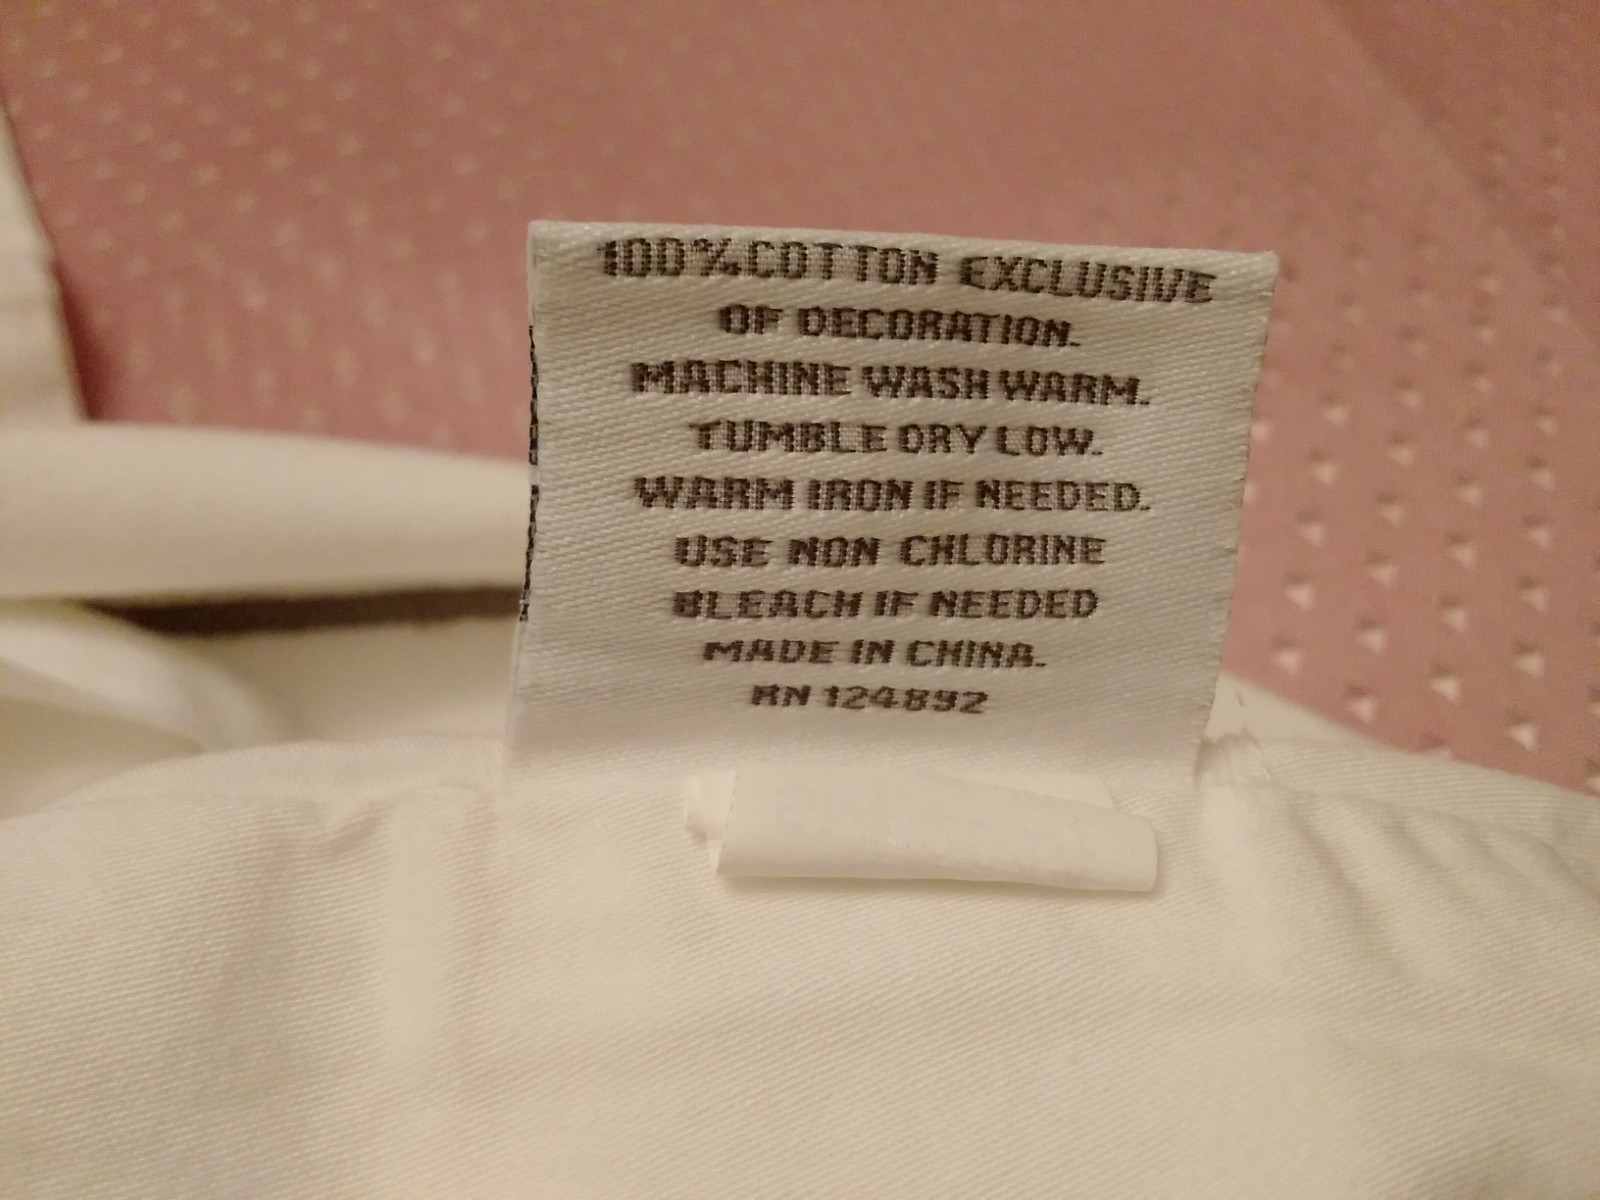 100% COTTON EXCLUSIVE
OF DECORATION.
MACHINE WASH WARM.
TUMBLE DRY LOW.
WARM IRON IF NEEDED.
USE NON CHLORINE
BLEACH IF NEEDED
MADE IN CHINA.
RN 124892